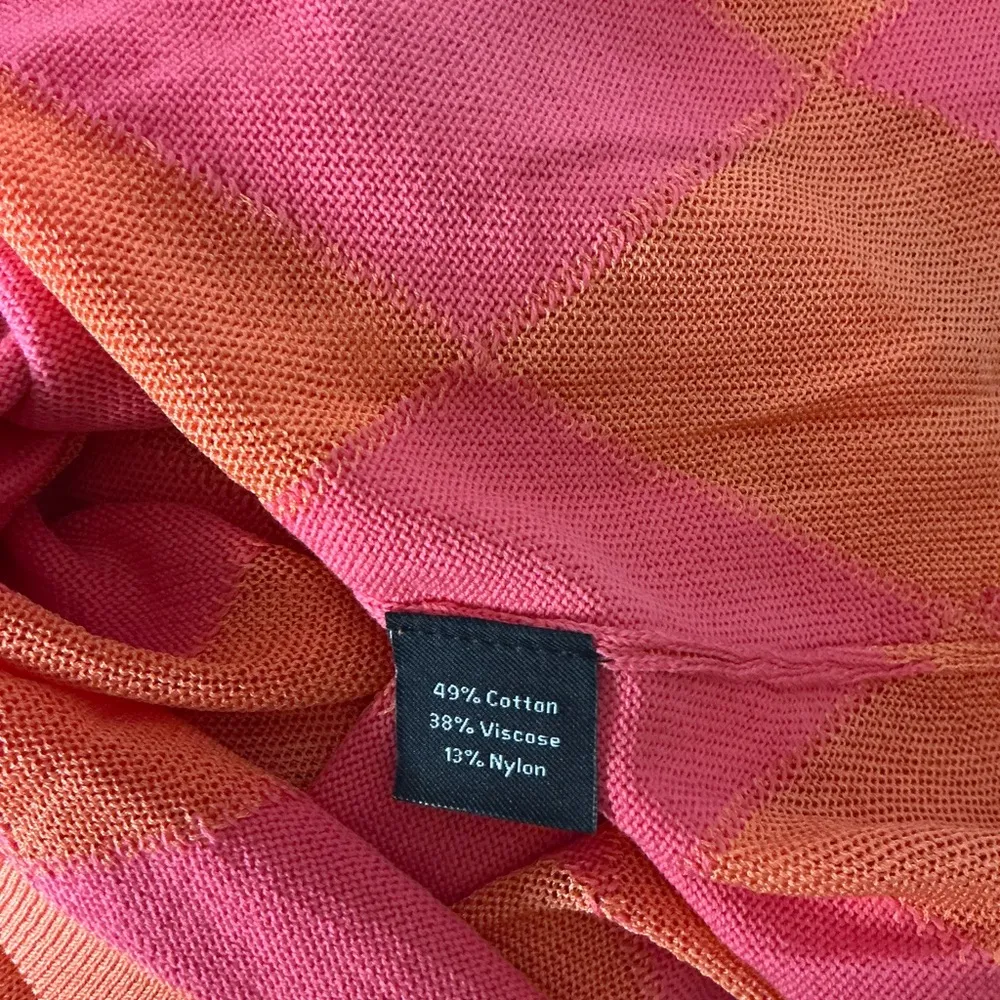 49% Cotton
38% Viscose
13% Nylon